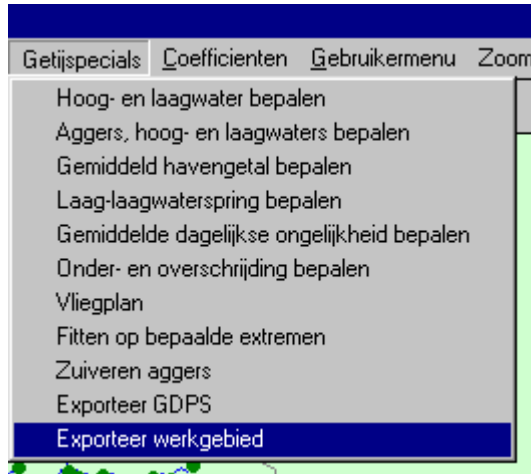 Getijspecials Coefficienten Gebruikermenu Zoom
Hoog- en laagwater bepalen
Aggers, hoog- en laagwaters bepalen
Gemiddeld havengetal bepalen
Laag-laagwaterspring bepalen
Gemiddelde dagelijkse ongelijkheid bepalen
Onder- en overschrijding bepalen
Vliegplan
Fitten op bepaalde extremen
Zuiveren aggers
Exporteer GDPS
Exporteer werkgebied